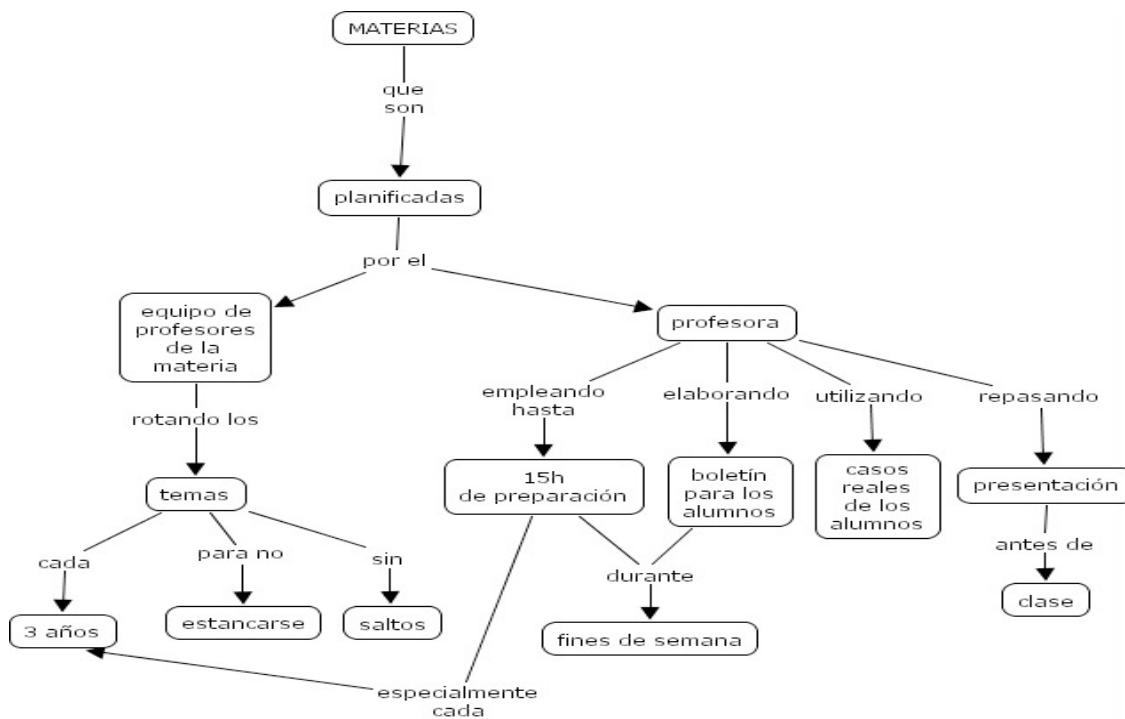 MATERIAS
que
son
planificadas
por el
equipo de
profesores
de la
materia
profesora
rotando los
empleando
hasta
elaborando
utilizando
repasando
temas
15h
de preparación
boletín
para los
alumnos
casos
reales
de los
alumnos
presentación
cada
para no
sin
durante
antes de
3 años
estancarse
saltos
fines de semana
clase
especialmente
cada